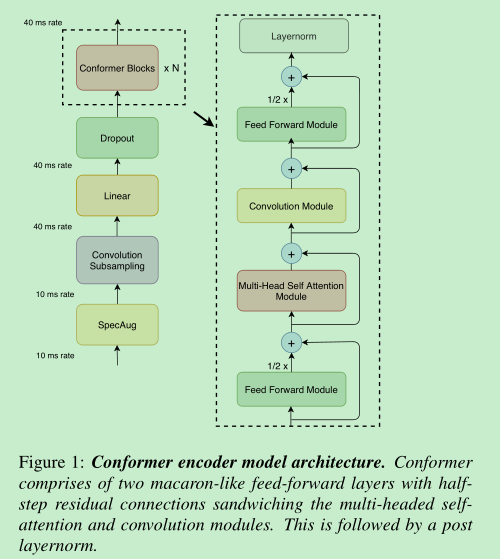 40 ms rate
Conformer Blocks
x N
Dropout
40 ms rate
Linear
40 ms rate
Convolution
Subsampling
10 ms rate
SpecAug
10 ms rate
Layernorm
+
1/2 x
Feed Forward Module
+
Convolution Module
+
Multi-Head Self Attention
Module
+
1/2 x
Feed Forward Module
Figure 1: Conformer encoder model architecture. Conformer
comprises of two macaron-like feed-forward layers with half-
step residual connections sandwiching the multi-headed self-
attention and convolution modules. This is followed by a post
layernorm.